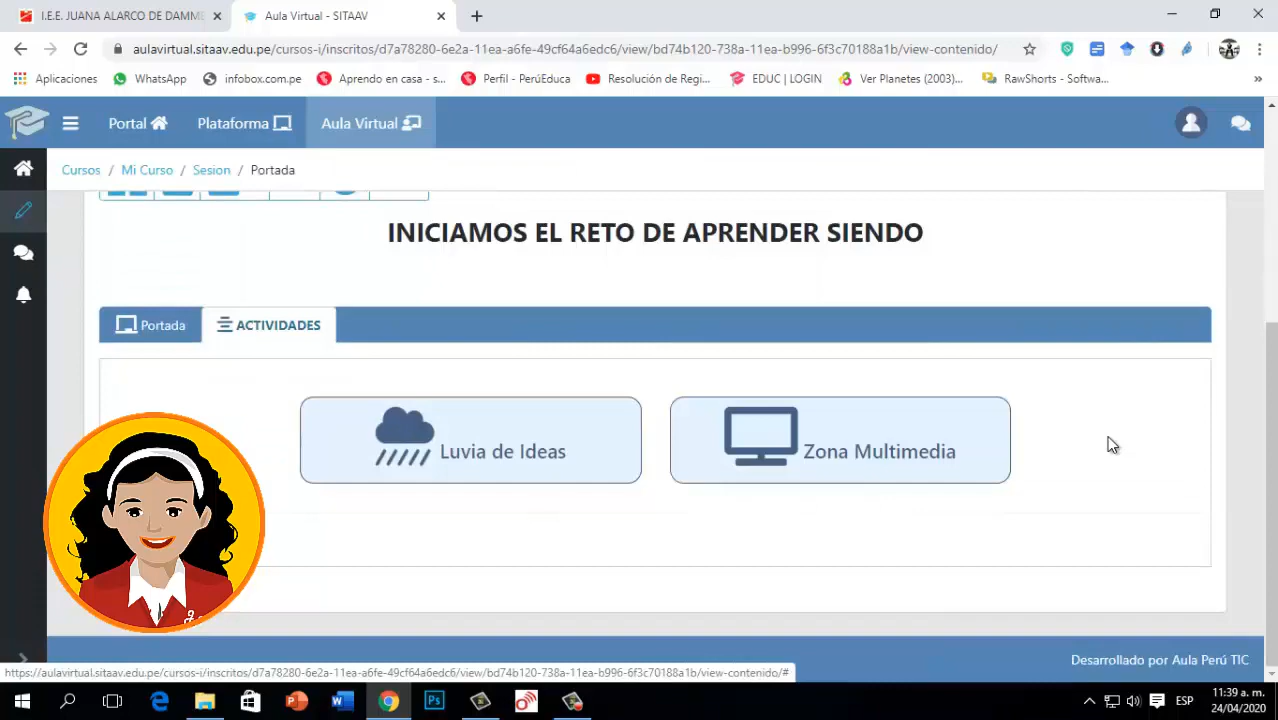 I.E.E. JUANA ALARCO DE DAMME
Aula Virtual - SITAAV
aulavirtual.sitaav.edu.pe/cursos-i/inscritos/d7a78280-6e2a-11ea-a6fe-49cf64a6edc6/view/bd74b120-738a-11ea-b996-6f3c70188a1b/view-contenido/
Aplicaciones
WhatsApp
infobox.com.pe
Aprendo en casa - s...
Perfil - PerúEduca
Resolución de Regi...
EDUC | LOGIN
Ver Planetes (2003)...
RawShorts - Softwa...
»
Portal
Plataforma
Aula Virtual
Cursos / Mi Curso / Sesion / Portada
INICIAMOS EL RETO DE APRENDER SIENDO
Portada
ACTIVIDADES
Luvia de Ideas
Zona Multimedia
Desarrollado por Aula Perú TIC
https://aulavirtual.sitaav.edu.pe/cursos-i/inscritos/d7a78280-6e2a-11ea-a6fe-49cf64a6edc6/view/bd74b120-738a-11ea-b996-6f3c70188a1b/view-contenido/#
Ps
ESP
11:39 a. m.
24/04/2020